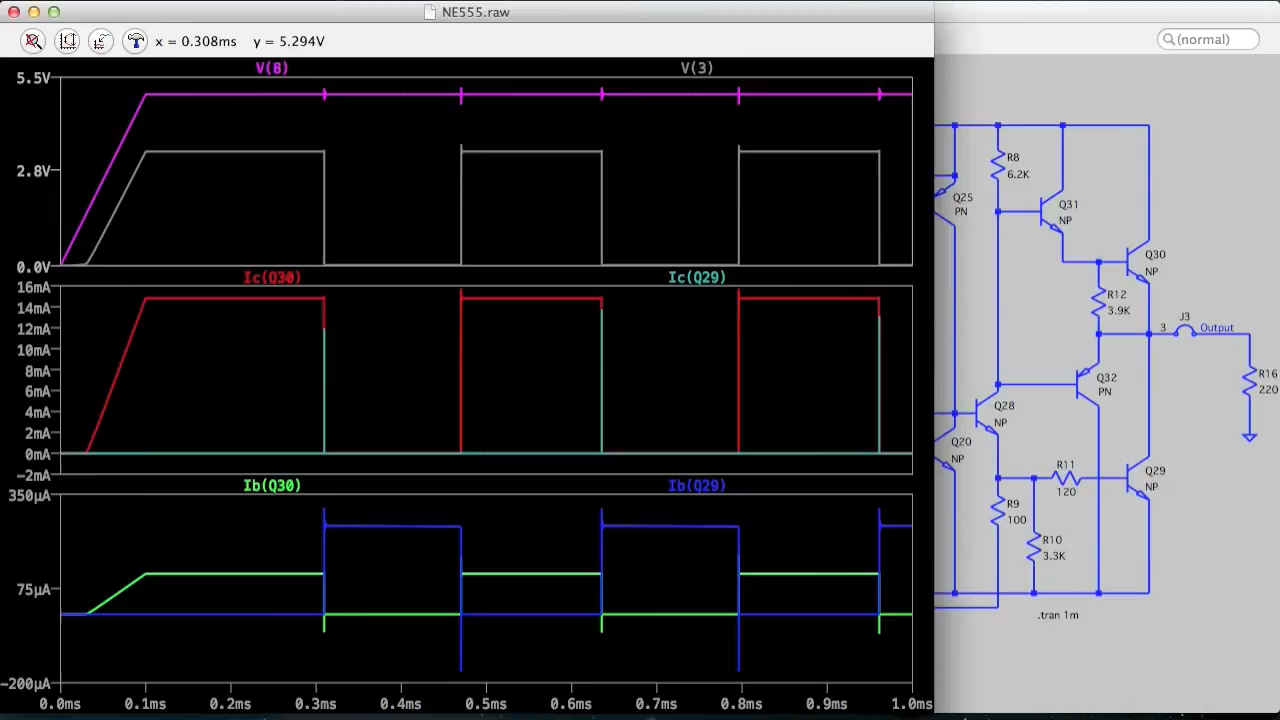 NE555.raw
x = 0.308ms y = 5.294V
(normal)
V(8) V(3)
5.5V
2.8V
0.0V
Ic(Q30) Ic(Q29)
16mA
14mA
12mA
10mA
8mA
6mA
4mA
2mA
0mA
-2mA
Ib(Q30) Ib(Q29)
350µA
75µA
-200µA
0.0ms 0.1ms 0.2ms 0.3ms 0.4ms 0.5ms 0.6ms 0.7ms 0.8ms 0.9ms 1.0ms
R8
6.2K
Q25
PN
Q31
NP
Q30
NP
R12
3.9K
J3
3 Output
R16
220
Q32
PN
Q28
NP
Q20
NP
R11
120
Q29
NP
R9
100
R10
3.3K
.tran 1m